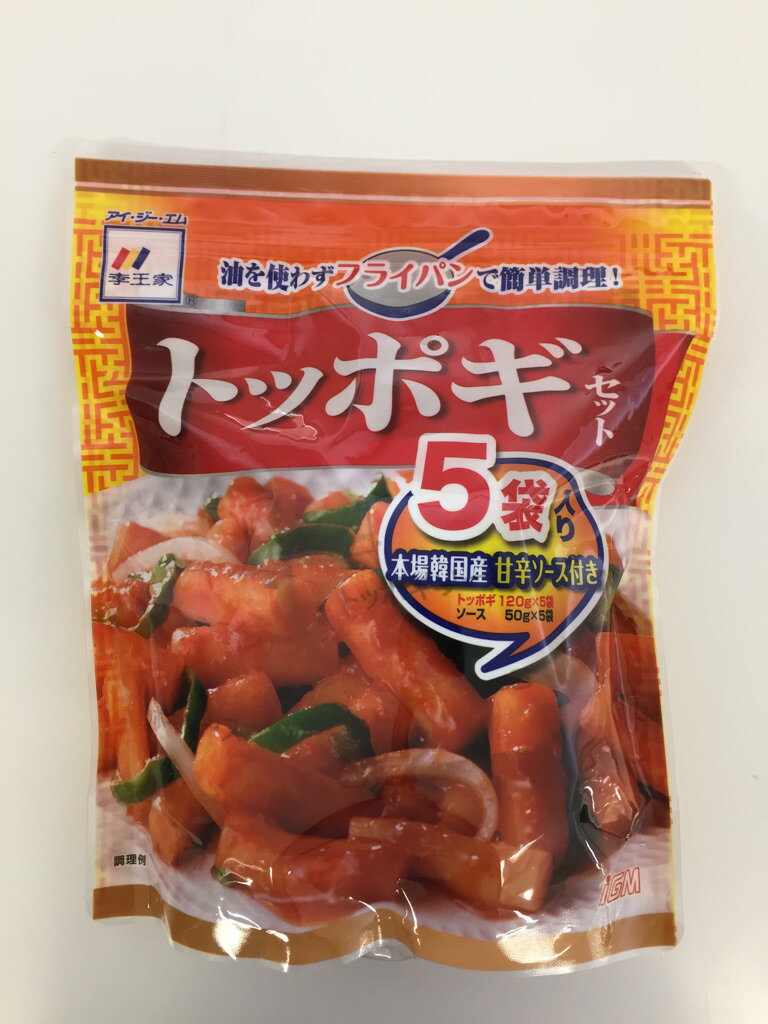 アイ・ジー・エム
李王家
®
油を使わずフライパンで簡単調理!
トッポギ
セット
5袋入り
本場韓国産 甘辛ソース付き
トッポギ 120g×5袋
ソース 50g×5袋
調理例
iGM